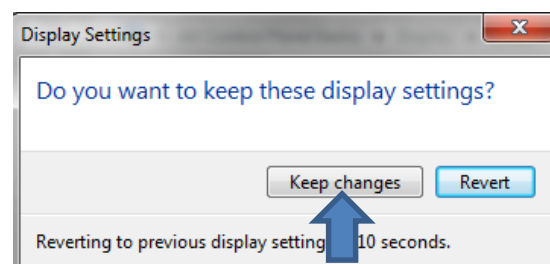 Display Settings
Do you want to keep these display settings?
Keep changes Revert
Reverting to previous display setting 10 seconds.